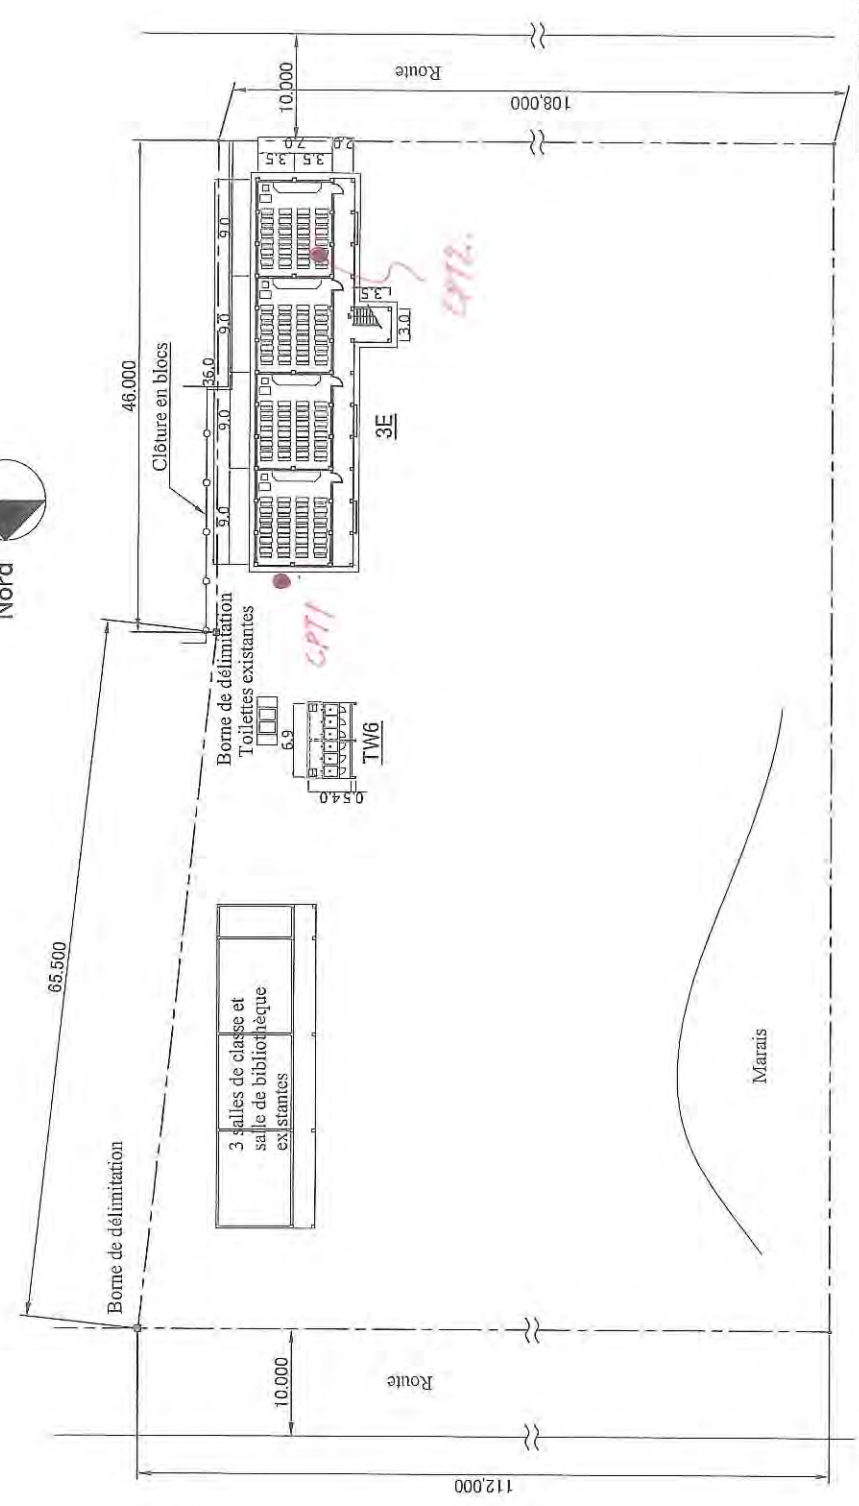 Nord
Route
10.000
108,000
46.000
Clôture en blocs
36.0
9.0
9.0
9.0
9.0
7.0
2.0
3.5
3.5
3.5
3.0
3E
CPT2..
CPT1
65.500
Borne de délimitation
Toilettes existantes
6.9
0.5 4.0
TW6
3 salles de classe et
salle de bibliothèque
existantes
Marais
Borne de délimitation
10.000
Route
112,000